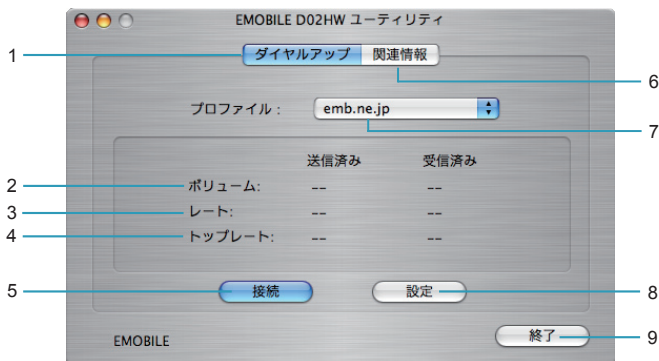 EMOBILE D02HW ユーティリティ
1 ダイヤルアップ 関連情報
6
プロファイル： emb.ne.jp
7
送信済み 受信済み
2 ボリューム: -- --
3 レート: -- --
4 トップレート: -- --
5 接続 設定 8
EMOBILE 終了 9